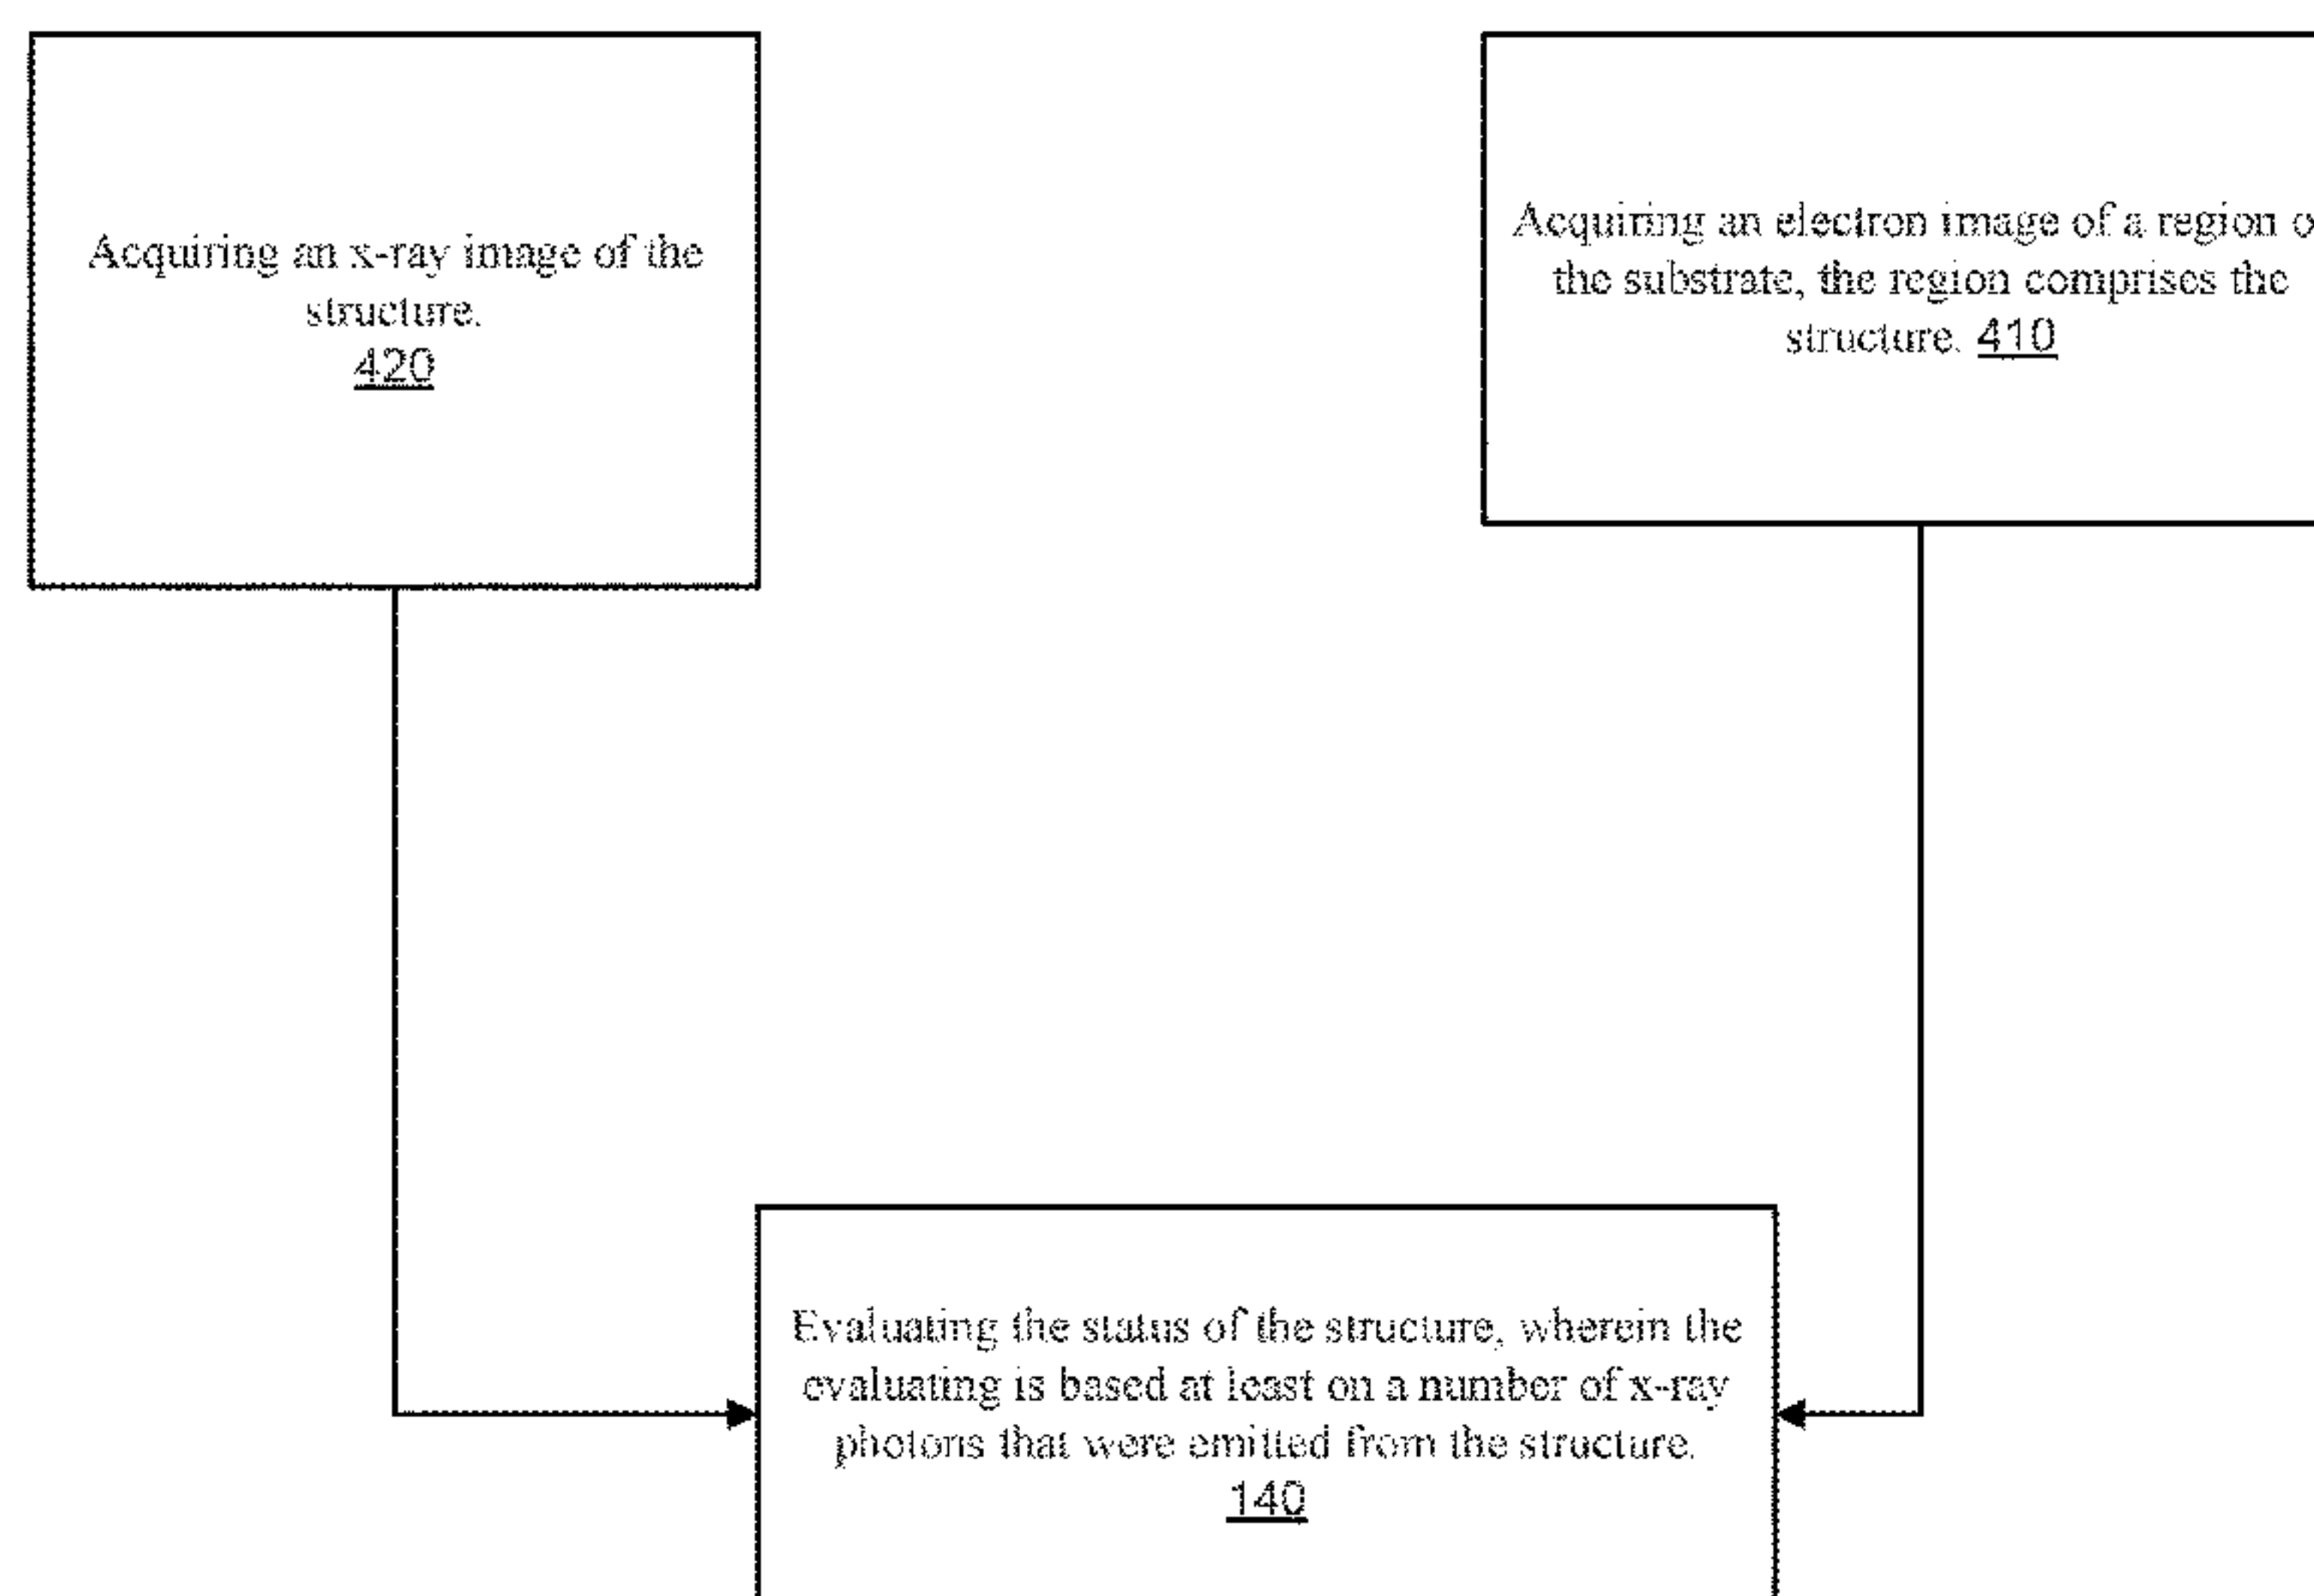 Acquiring an x-ray image of the
structure.
420
Acquiring an electron image of a region
the substrate, the region comprises the
structure. 410
Evaluating the status of the structure, wherein the
evaluating is based at least on a number of x-ray
photons that were emitted from the structure.
140